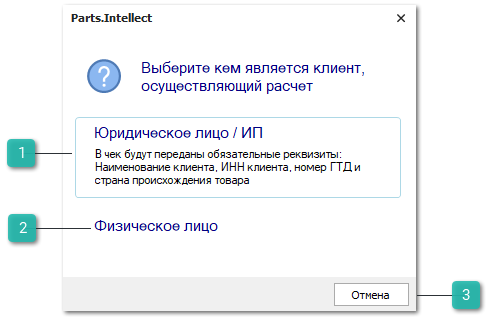 Parts.Intellect
?
Выберите кем является клиент,
осуществляющий расчет
1
Юридическое лицо / ИП
В чек будут переданы обязательные реквизиты:
Наименование клиента, ИНН клиента, номер ГТД и
страна происхождения товара
2
Физическое лицо
Отмена
3